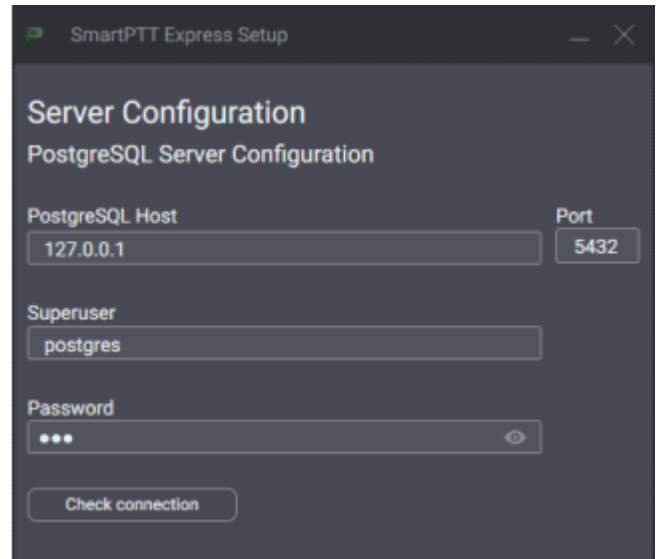 SmartPTT Express Setup
Server Configuration
PostgreSQL Server Configuration
PostgreSQL Host
Port
127.0.0.1
5432
Superuser
postgres
Password
●●●
Check connection